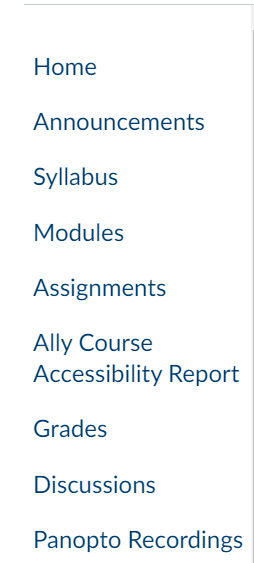 Home
Announcements
Syllabus
Modules
Assignments
Ally Course
Accessibility Report
Grades
Discussions
Panopto Recordings